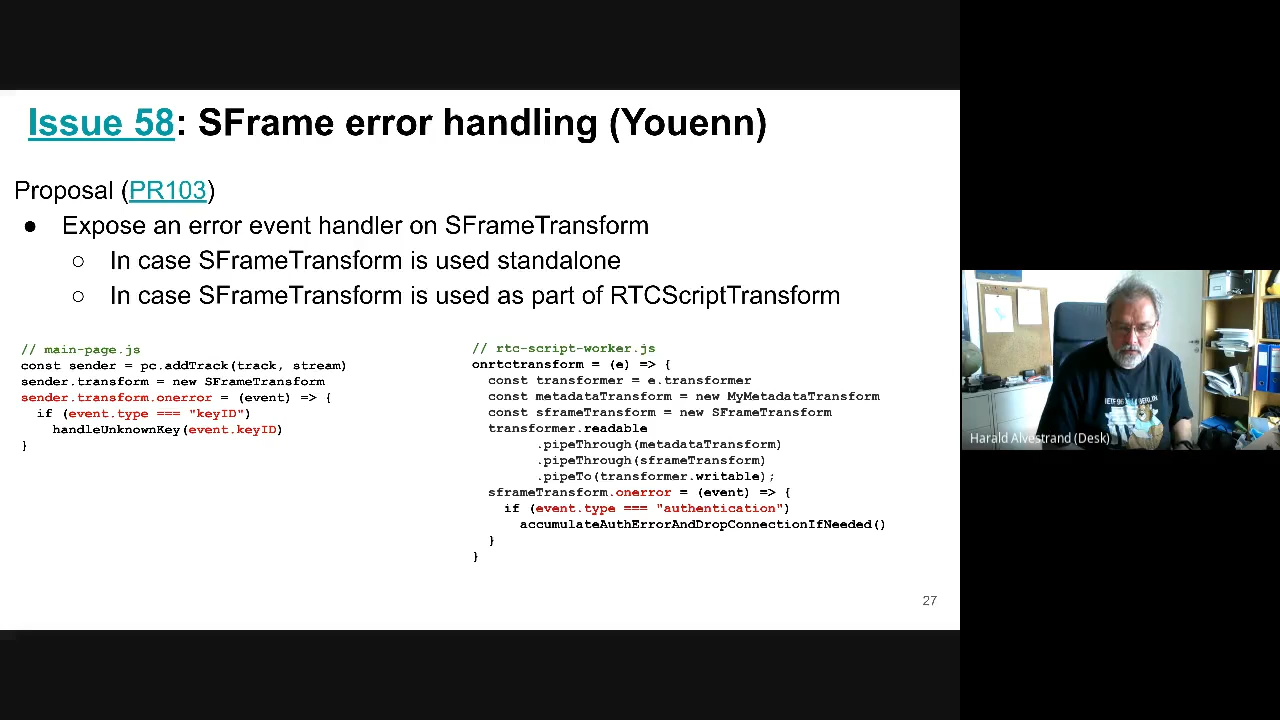 Issue 58: SFrame error handling (Youenn)
Proposal (PR103)
● Expose an error event handler on SFrameTransform
○ In case SFrameTransform is used standalone
○ In case SFrameTransform is used as part of RTCScriptTransform
// main-page.js
const sender = pc.addTrack(track, stream)
sender.transform = new SFrameTransform
sender.transform.onerror = (event) => {
if (event.type === "keyID")
handleUnknownKey(event.keyID)
}
// rtc-script-worker.js
onrtctransform = (e) => {
const transformer = e.transformer
const metadataTransform = new MyMetadataTransform
const sframeTransform = new SFrameTransform
transformer.readable
.pipeThrough(metadataTransform)
.pipeThrough(sframeTransform)
.pipeTo(transformer.writable);
sframeTransform.onerror = (event) => {
if (event.type === "authentication")
accumulateAuthErrorAndDropConnectionIfNeeded()
}
}
27
Harald Alvestrand (Desk)